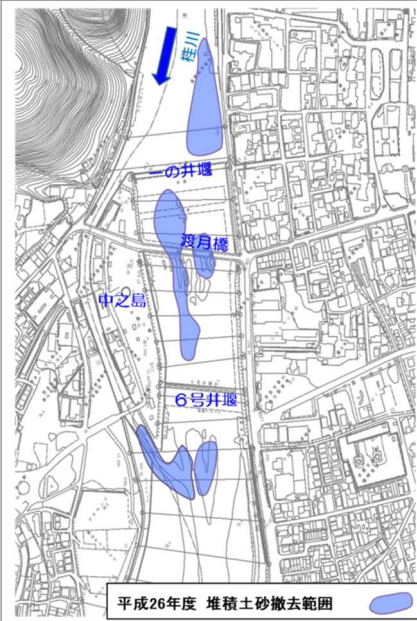 桂川
一の井堰
渡月橋
中之島
6号井堰
平成26年度 堆積土砂撤去範囲